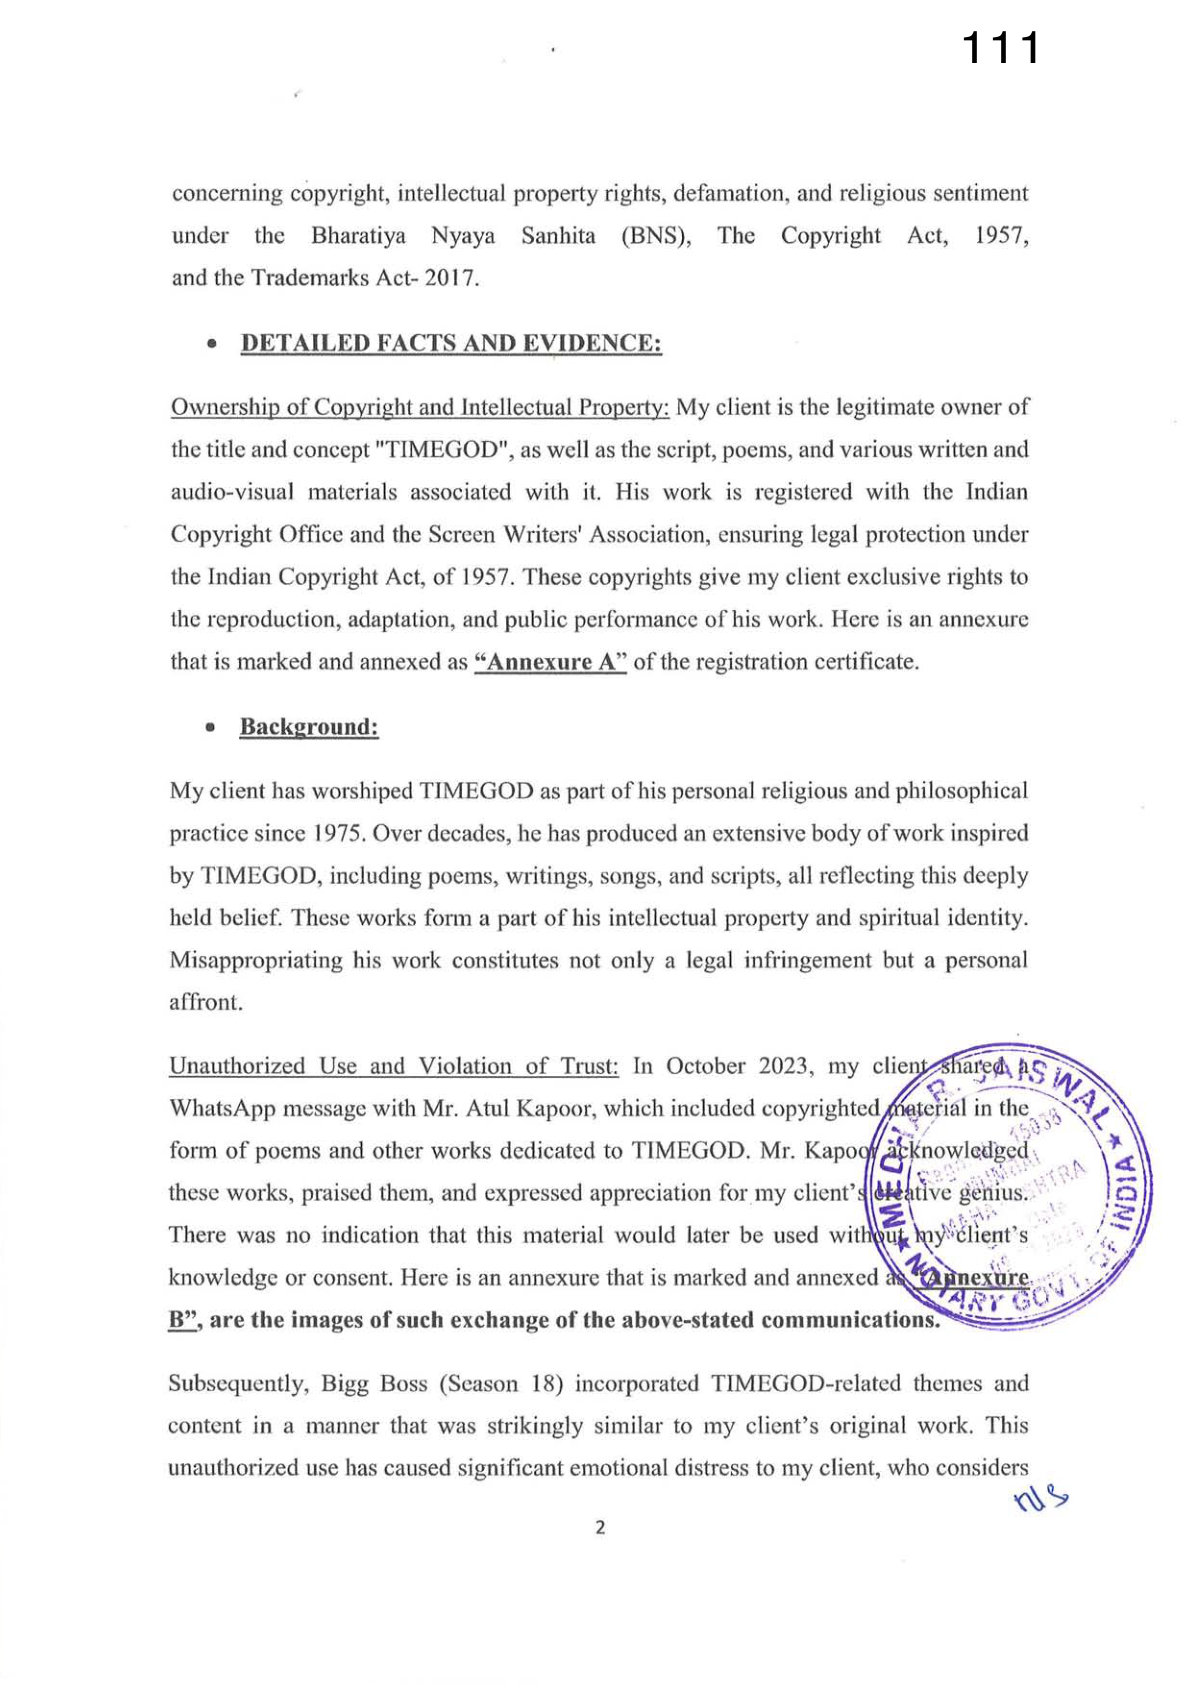 111
concerning copyright, intellectual property rights, defamation, and religious sentiment
under the Bharatiya Nyaya Sanhita (BNS), The Copyright Act, 1957,
and the Trademarks Act- 2017.
• DETAILED FACTS AND EVIDENCE:
Ownership of Copyright and Intellectual Property: My client is the legitimate owner of
the title and concept "TIMEGOD", as well as the script, poems, and various written and
audio-visual materials associated with it. His work is registered with the Indian
Copyright Office and the Screen Writers' Association, ensuring legal protection under
the Indian Copyright Act, of 1957. These copyrights give my client exclusive rights to
the reproduction, adaptation, and public performance of his work. Here is an annexure
that is marked and annexed as “Annexure A” of the registration certificate.
• Background:
My client has worshiped TIMEGOD as part of his personal religious and philosophical
practice since 1975. Over decades, he has produced an extensive body of work inspired
by TIMEGOD, including poems, writings, songs, and scripts, all reflecting this deeply
held belief. These works form a part of his intellectual property and spiritual identity.
Misappropriating his work constitutes not only a legal infringement but a personal
affront.
Unauthorized Use and Violation of Trust: In October 2023, my client shared a
WhatsApp message with Mr. Atul Kapoor, which included copyrighted material in the
form of poems and other works dedicated to TIMEGOD. Mr. Kapoor acknowledged
these works, praised them, and expressed appreciation for my client’s creative genius.
There was no indication that this material would later be used without my client’s
knowledge or consent. Here is an annexure that is marked and annexed as “Annexure
B”, are the images of such exchange of the above-stated communications.
MEDHA R. JAISWAL
NOTARY GOVT. OF INDIA
MUMBAI
MAHARASHTRA
Subsequently, Bigg Boss (Season 18) incorporated TIMEGOD-related themes and
content in a manner that was strikingly similar to my client’s original work. This
unauthorized use has caused significant emotional distress to my client, who considers
2